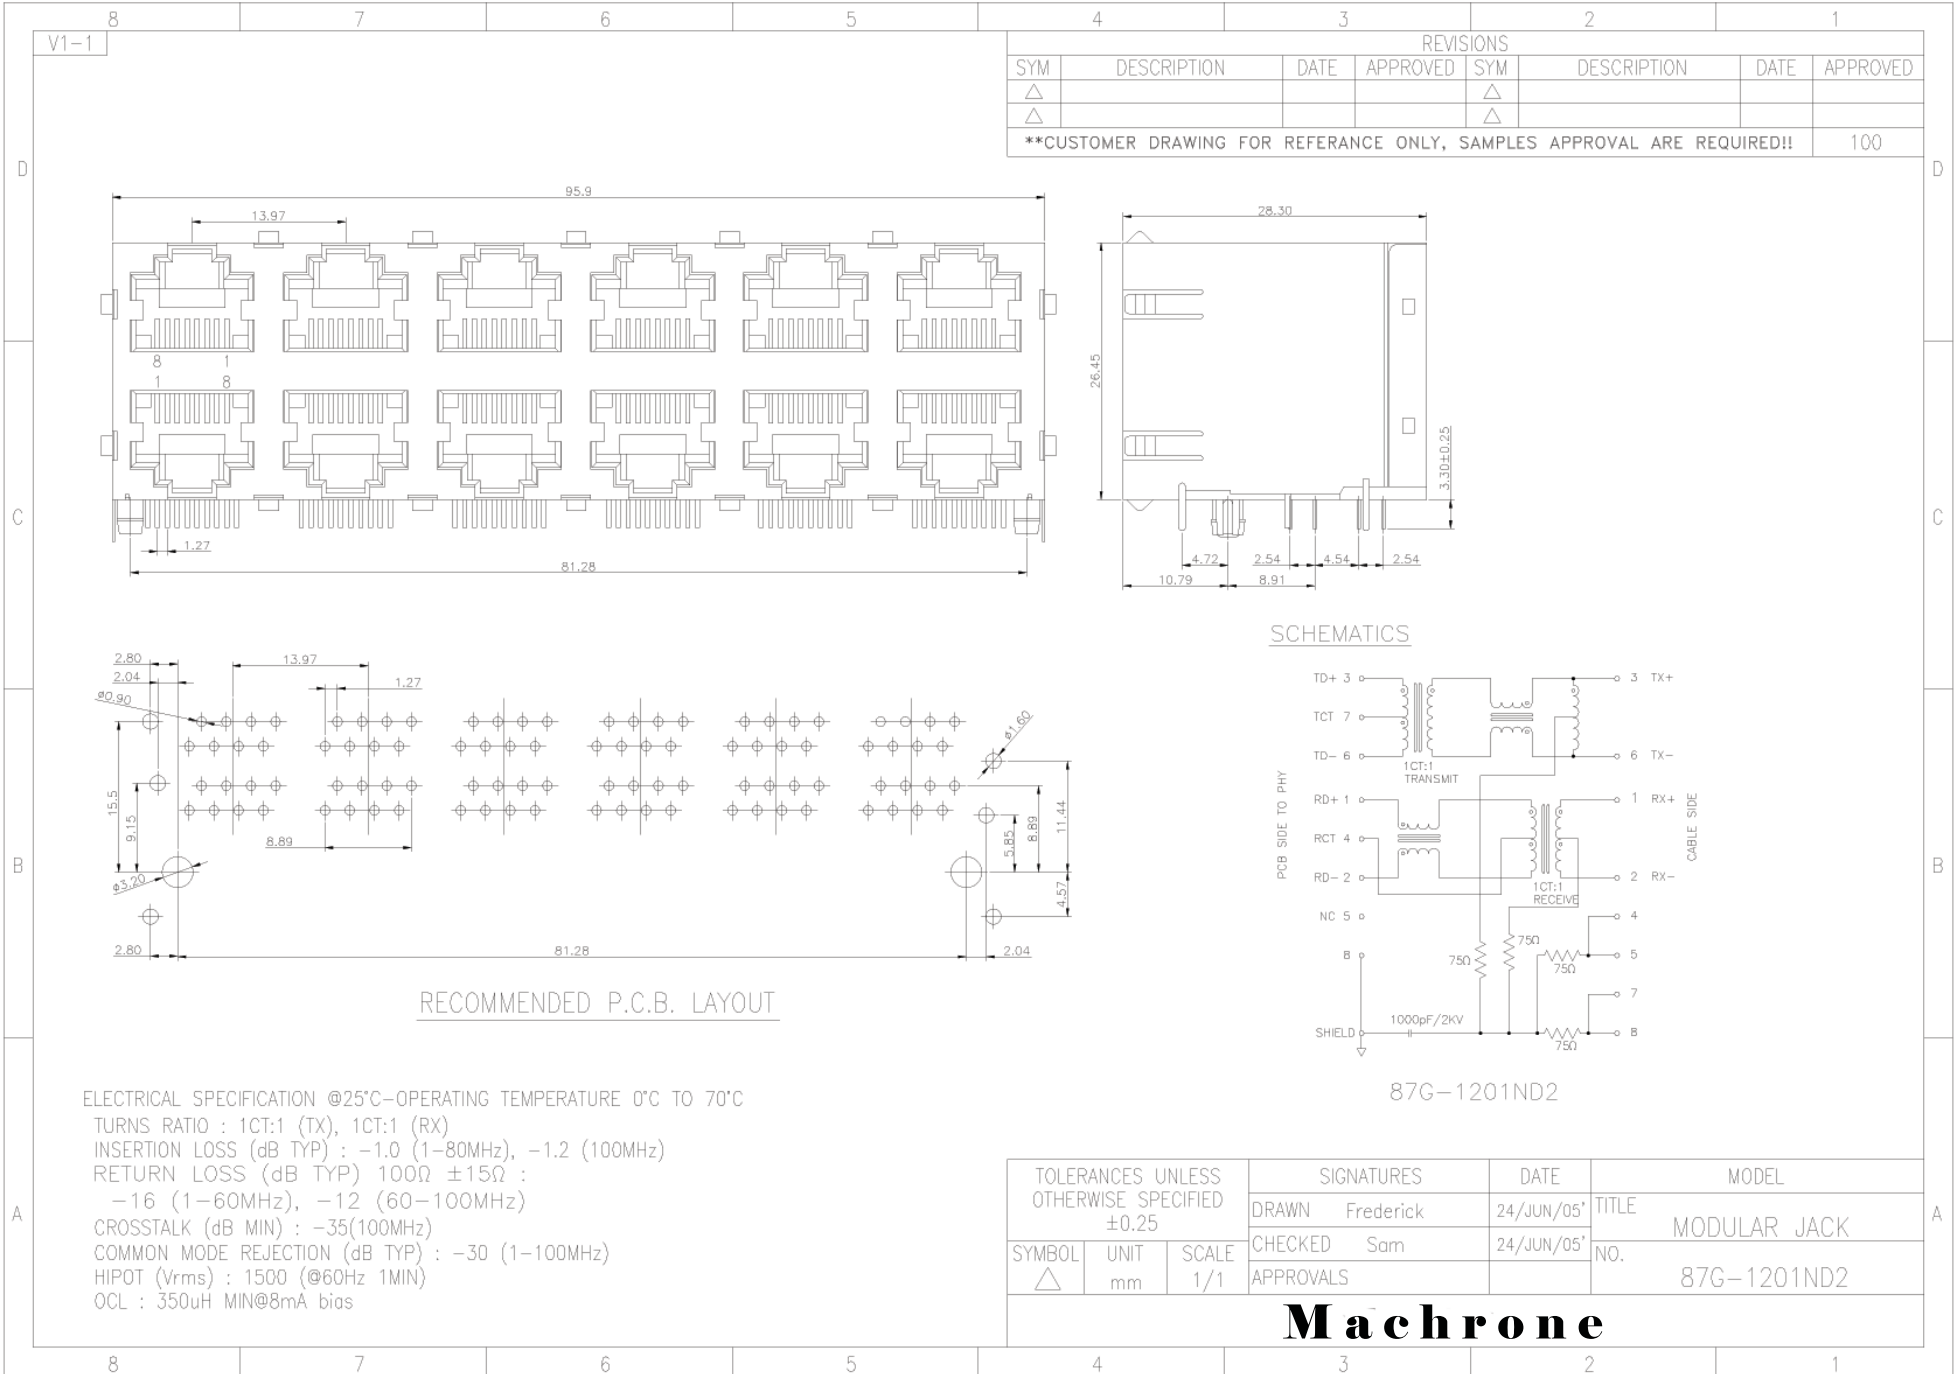 8 7 6 5 4 3 2 1
V1-1
REVISIONS
SYM DESCRIPTION DATE APPROVED SYM DESCRIPTION DATE APPROVED
**CUSTOMER DRAWING FOR REFERANCE ONLY, SAMPLES APPROVAL ARE REQUIRED!! 100
D D
95.9
13.97
28.30
8 1
1 8
26.45
3.30±0.25
C C
1.27
81.28
4.72 2.54 4.54 2.54
10.79 8.91
SCHEMATICS
2.80
13.97
2.04
1.27
ø0.90
ø1.60
15.5
9.15
8.89
5.85
8.89
11.44
ø3.20
4.57
2.80
81.28
2.04
RECOMMENDED P.C.B. LAYOUT
TD+ 3
3 TX+
TCT 7
TD- 6
6 TX-
1CT:1
TRANSMIT
PCB SIDE TO PHY
RD+ 1
1 RX+
RCT 4
CABLE SIDE
RD- 2
2 RX-
1CT:1
RECEIVE
NC 5
4
75Ω
8
75Ω
75Ω
5
7
1000pF/2KV
SHIELD
75Ω
8
B B
87G-1201ND2
ELECTRICAL SPECIFICATION @25°C-OPERATING TEMPERATURE 0°C TO 70°C
TURNS RATIO : 1CT:1 (TX), 1CT:1 (RX)
INSERTION LOSS (dB TYP) : -1.0 (1-80MHz), -1.2 (100MHz)
RETURN LOSS (dB TYP) 100Ω ±15Ω :
-16 (1-60MHz), -12 (60-100MHz)
CROSSTALK (dB MIN) : -35(100MHz)
COMMON MODE REJECTION (dB TYP) : -30 (1-100MHz)
HIPOT (Vrms) : 1500 (@60Hz 1MIN)
OCL : 350uH MIN@8mA bias
A A
TOLERANCES UNLESS
OTHERWISE SPECIFIED
±0.25
SIGNATURES DATE MODEL
DRAWN Frederick 24/JUN/05' TITLE
MODULAR JACK
CHECKED Sam 24/JUN/05' NO.
87G-1201ND2
SYMBOL UNIT SCALE
mm 1/1
APPROVALS
Machrone
8 7 6 5 4 3 2 1